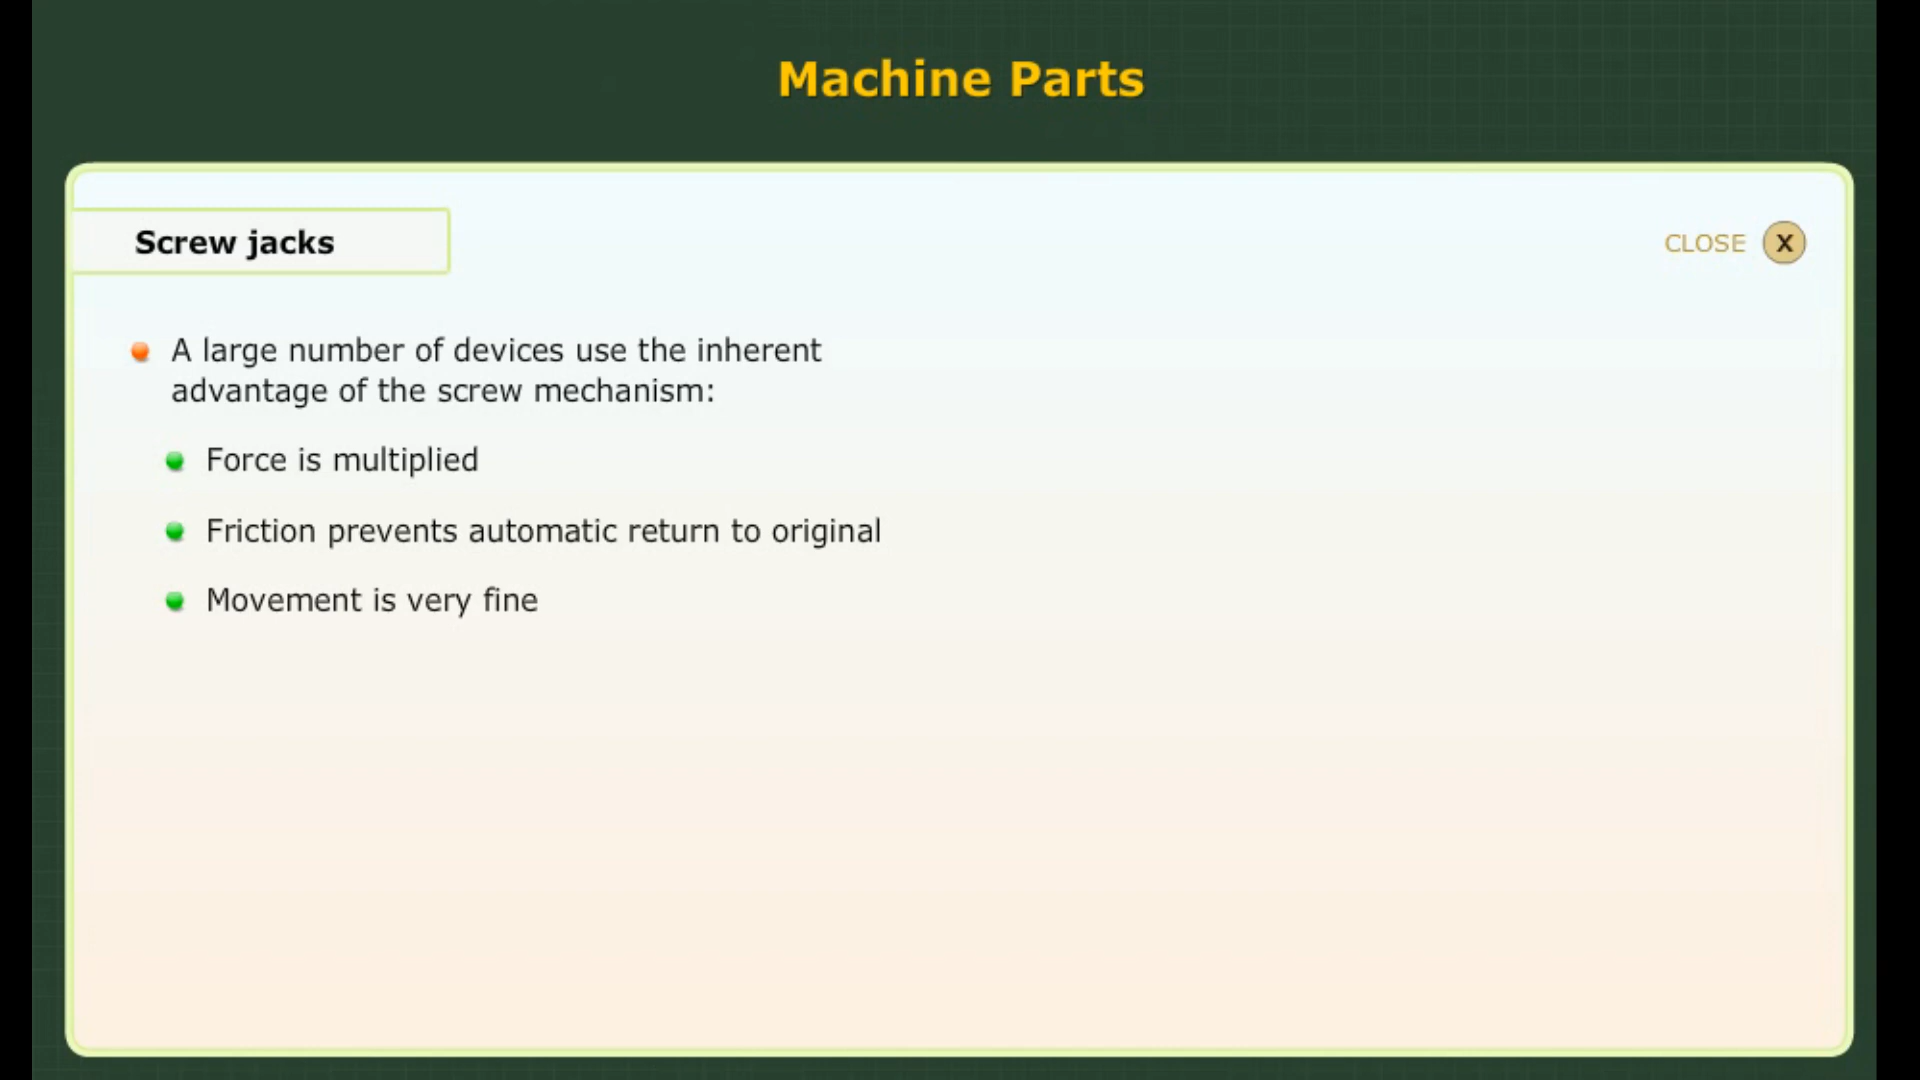 Machine Parts
Screw jacks
CLOSE X
A large number of devices use the inherent
advantage of the screw mechanism:
Force is multiplied
Friction prevents automatic return to original
Movement is very fine